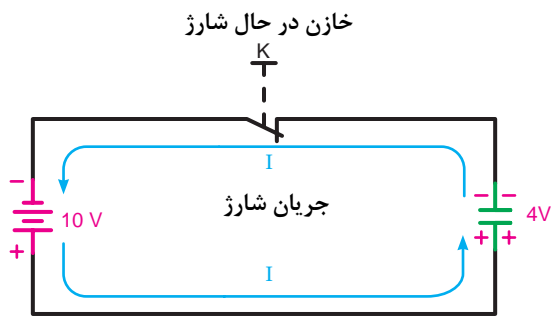 خازن در حال شارژ
K
I
جریان شارژ
− 10 V +
− − 4V + +
I